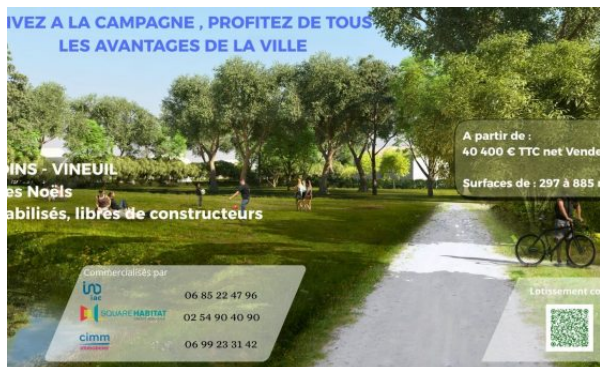 IVEZ A LA CAMPAGNE , PROFITEZ DE TOUS
LES AVANTAGES DE LA VILLE
A partir de :
40 400 € TTC net Vende
Surfaces de : 297 à 885 m
DINS - VINEUIL
es Noëls
abilisés, libres de constructeurs
Commercialisés par
iad
06 85 22 47 96
SQUARE HABITAT
02 54 90 40 90
cimm
06 99 23 31 42
Lotissement co